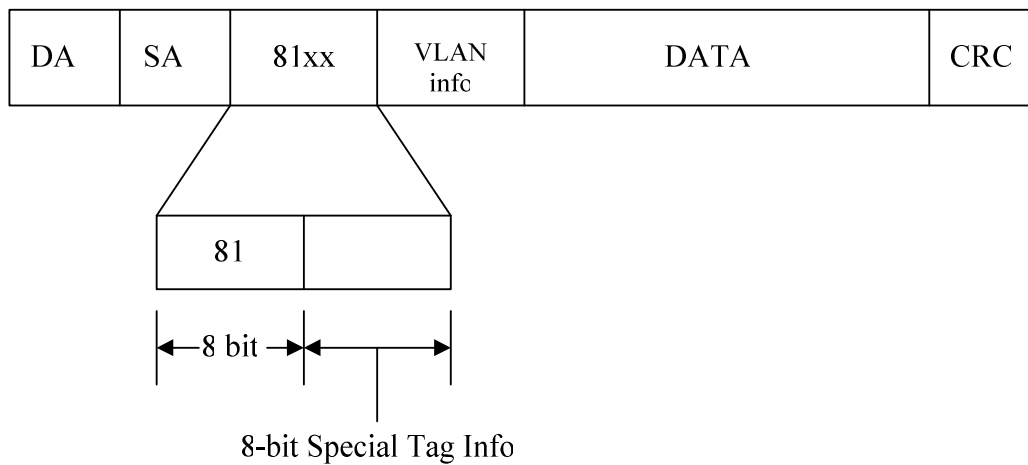 DA SA 81xx VLAN info DATA CRC
81
8 bit
8-bit Special Tag Info